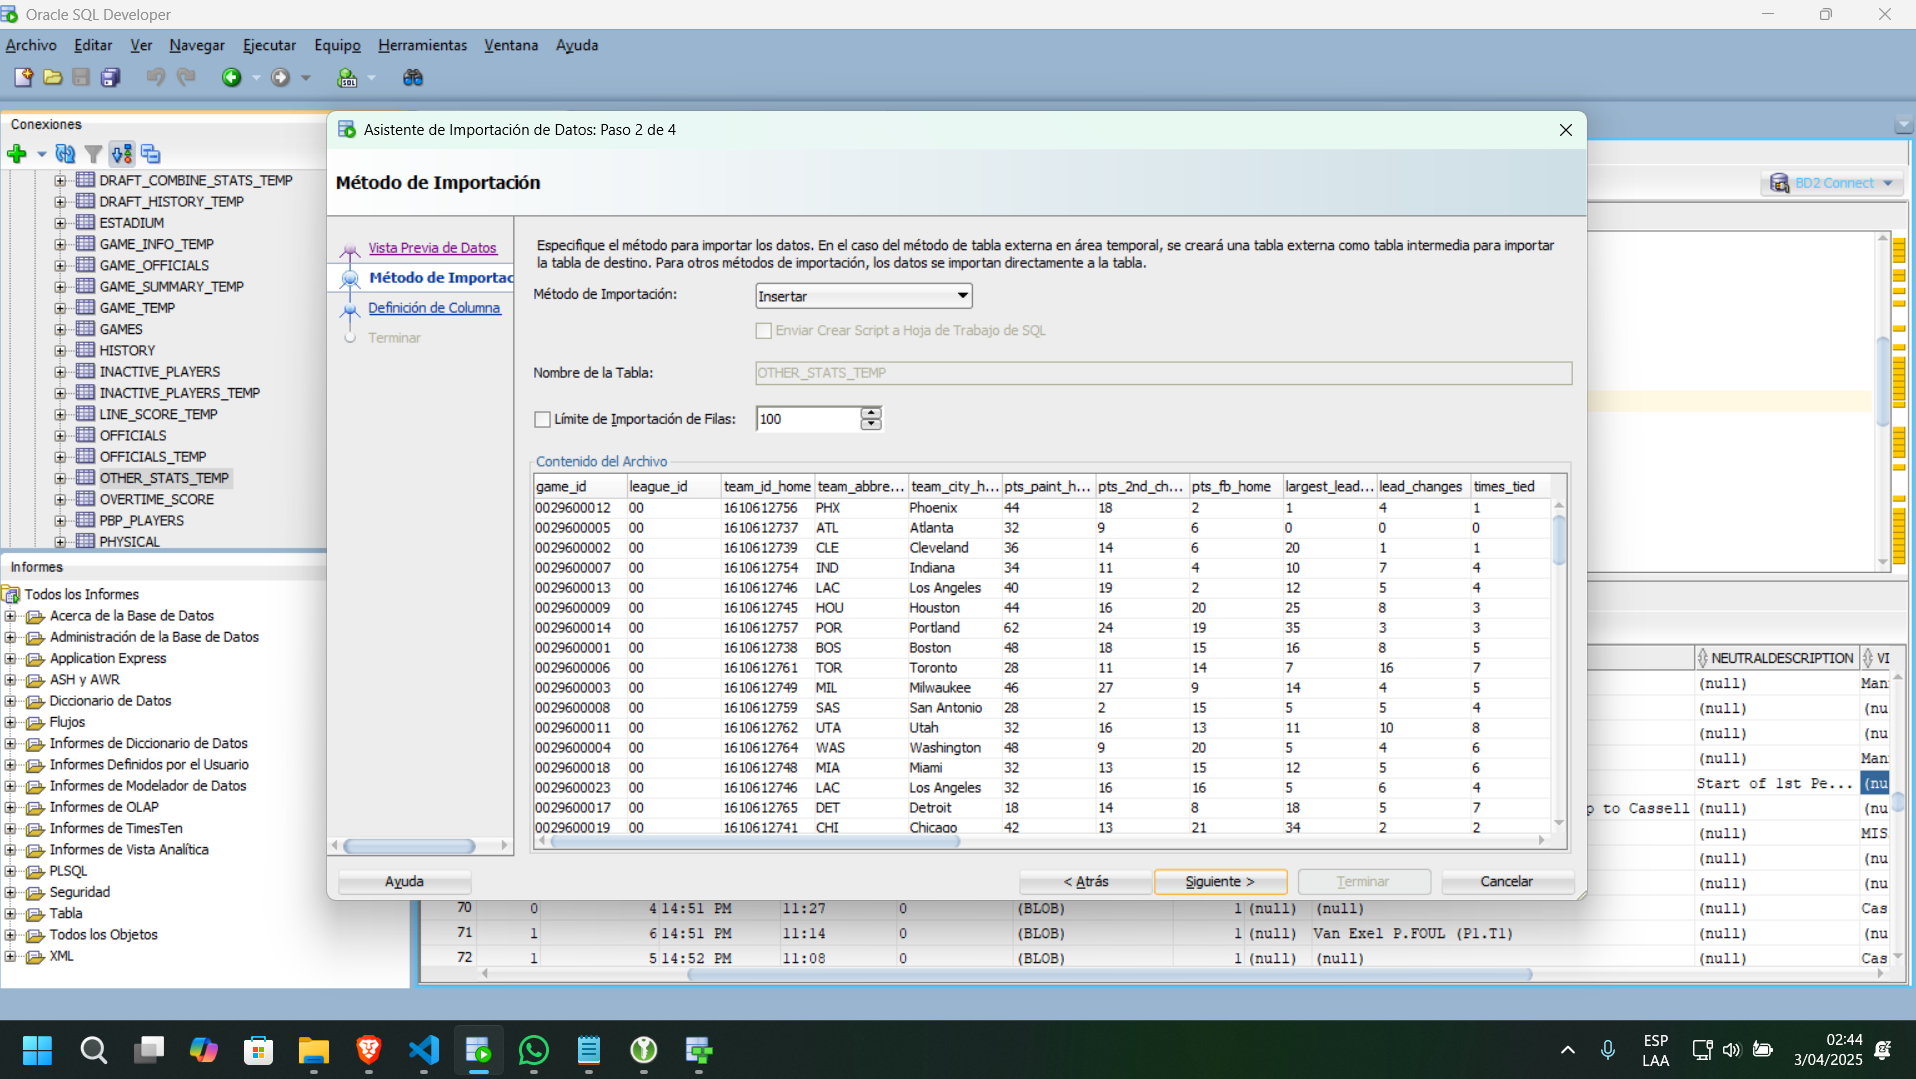 Oracle SQL Developer
Archivo Editar Ver Navegar Ejecutar Equipo Herramientas Ventana Ayuda
Conexiones
DRAFT_COMBINE_STATS_TEMP
DRAFT_HISTORY_TEMP
ESTADIUM
GAME_INFO_TEMP
GAME_OFFICIALS
GAME_SUMMARY_TEMP
GAME_TEMP
GAMES
HISTORY
INACTIVE_PLAYERS
INACTIVE_PLAYERS_TEMP
LINE_SCORE_TEMP
OFFICIALS
OFFICIALS_TEMP
OTHER_STATS_TEMP
OVERTIME_SCORE
PBP_PLAYERS
PHYSICAL
Informes
Todos los Informes
Acerca de la Base de Datos
Administración de la Base de Datos
Application Express
ASH y AWR
Diccionario de Datos
Flujos
Informes de Diccionario de Datos
Informes Definidos por el Usuario
Informes de Modelador de Datos
Informes de OLAP
Informes de TimesTen
Informes de Vista Analítica
PLSQL
Seguridad
Tabla
Todos los Objetos
XML
Asistente de Importación de Datos: Paso 2 de 4
Método de Importación
Vista Previa de Datos
Método de Importac
Definición de Columna
Terminar
Especifique el método para importar los datos. En el caso del método de tabla externa en área temporal, se creará una tabla externa como tabla intermedia para importar
la tabla de destino. Para otros métodos de importación, los datos se importan directamente a la tabla.
Método de Importación: Insertar
Enviar Crear Script a Hoja de Trabajo de SQL
Nombre de la Tabla: OTHER_STATS_TEMP
Límite de Importación de Filas: 100
Contenido del Archivo
game_id league_id team_id_home team_abbre... team_city_h... pts_paint_h... pts_2nd_ch... pts_fb_home largest_lead... lead_changes times_tied
0029600012 00 1610612756 PHX Phoenix 44 18 2 1 4 1
0029600005 00 1610612737 ATL Atlanta 32 9 6 0 0 0
0029600002 00 1610612739 CLE Cleveland 36 14 6 20 1 1
0029600007 00 1610612754 IND Indiana 34 11 4 10 7 4
0029600013 00 1610612746 LAC Los Angeles 40 19 2 12 5 4
0029600009 00 1610612745 HOU Houston 44 16 20 25 8 3
0029600014 00 1610612757 POR Portland 62 24 19 35 3 3
0029600001 00 1610612738 BOS Boston 48 18 15 16 8 5
0029600006 00 1610612761 TOR Toronto 28 11 14 7 16 7
0029600003 00 1610612749 MIL Milwaukee 46 27 9 14 4 5
0029600008 00 1610612759 SAS San Antonio 28 2 15 5 5 4
0029600011 00 1610612762 UTA Utah 32 16 13 11 10 8
0029600004 00 1610612764 WAS Washington 48 9 20 5 4 6
0029600018 00 1610612748 MIA Miami 32 13 15 12 5 6
0029600023 00 1610612746 LAC Los Angeles 32 16 16 5 6 4
0029600017 00 1610612765 DET Detroit 18 14 8 18 5 7
0029600019 00 1610612741 CHI Chicago 42 13 21 34 2 2
Ayuda < Atrás Siguiente > Terminar Cancelar
BD2 Connect
NEUTRALDESCRIPTION VI
(null) Man
(null) (nu
(null) (nu
(null) Man
Start of 1st Pe... (nu
p to Cassell (null) (nu
(null) MIS
(null) (nu
(null) (nu
70 0 4 14:51 PM 11:27 0 (BLOB) 1 (null) (null) (null) Cas
71 1 6 14:51 PM 11:14 0 (BLOB) 1 (null) Van Exel P.FOUL (P1.T1) (null) (nu
72 1 5 14:52 PM 11:08 0 (BLOB) 1 (null) (null) (null) Cas
ESP
LAA
02:44
3/04/2025